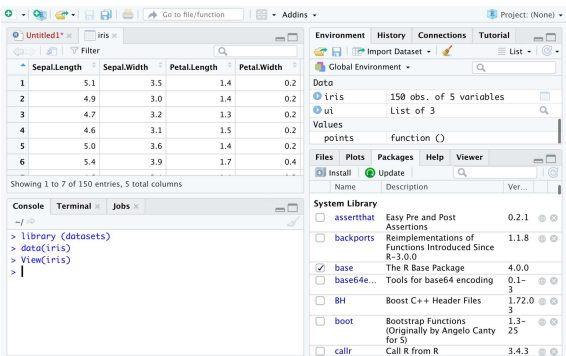 Go to file/function Addins Project: (None)
Untitled1* iris
Filter
Sepal.Length Sepal.Width Petal.Length Petal.Width
1 5.1 3.5 1.4 0.2
2 4.9 3.0 1.4 0.2
3 4.7 3.2 1.3 0.2
4 4.6 3.1 1.5 0.2
5 5.0 3.6 1.4 0.2
6 5.4 3.9 1.7 0.4
Showing 1 to 7 of 150 entries, 5 total columns
Console Terminal Jobs
~/
> library (datasets)
> data(iris)
> View(iris)
>
Environment History Connections Tutorial
Import Dataset List
Global Environment
Data
iris 150 obs. of 5 variables
ui List of 3
Values
points function ()
Files Plots Packages Help Viewer
Install Update
Name Description Ver...
System Library
assertthat Easy Pre and Post 0.2.1
Assertions
backports Reimplementations of 1.1.8
Functions Introduced Since
R-3.0.0
base The R Base Package 4.0.0
base64e... Tools for base64 encoding 0.1-
3
BH Boost C++ Header Files 1.72.0
3
boot Bootstrap Functions 1.3-
(Originally by Angelo Canty 25
for S)
callr Call R from R 3.4.3